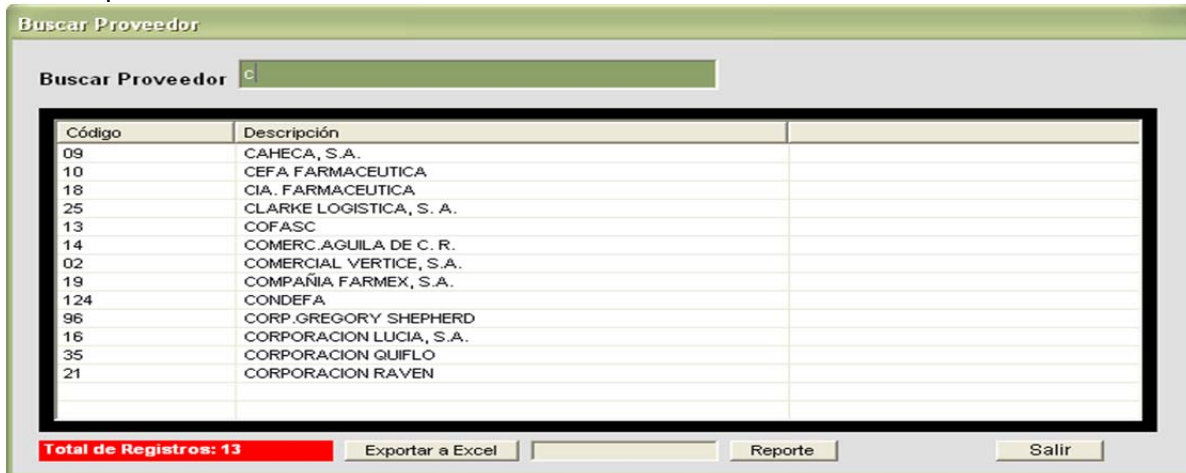 Buscar Proveedor
Buscar Proveedor c
Código Descripción
09 CAHECA, S.A.
10 CEFA FARMACEUTICA
18 CIA. FARMACEUTICA
25 CLARKE LOGISTICA, S. A.
13 COFASC
14 COMERC.AGUILA DE C. R.
02 COMERCIAL VERTICE, S.A.
19 COMPAÑIA FARMEX, S.A.
124 CONDEFA
96 CORP.GREGORY SHEPHERD
16 CORPORACION LUCIA, S.A.
35 CORPORACION QUIFLO
21 CORPORACION RAVEN
Total de Registros: 13 Exportar a Excel Reporte Salir